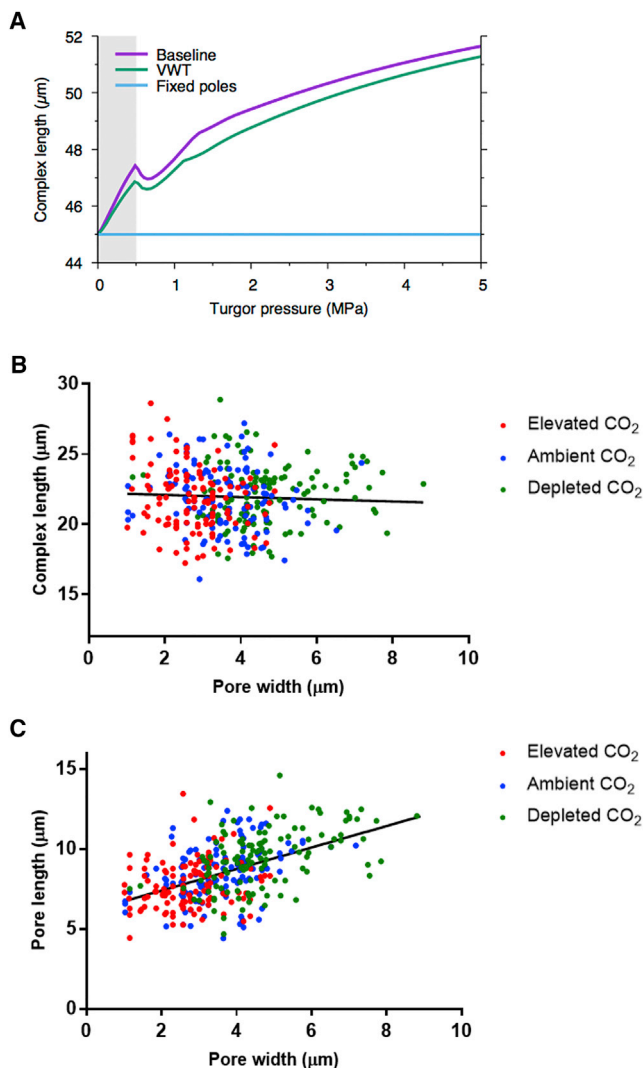 A
52
50
48
46
44
Complex length (µm)
Baseline
VWT
Fixed poles
0
1
2
3
4
5
Turgor pressure (MPa)
B
30
25
20
15
Complex length (μm)
0
2
4
6
8
10
Pore width (μm)
Elevated CO₂
Ambient CO₂
Depleted CO₂
C
15
10
5
0
Pore length (μm)
0
2
4
6
8
10
Pore width (μm)
Elevated CO₂
Ambient CO₂
Depleted CO₂